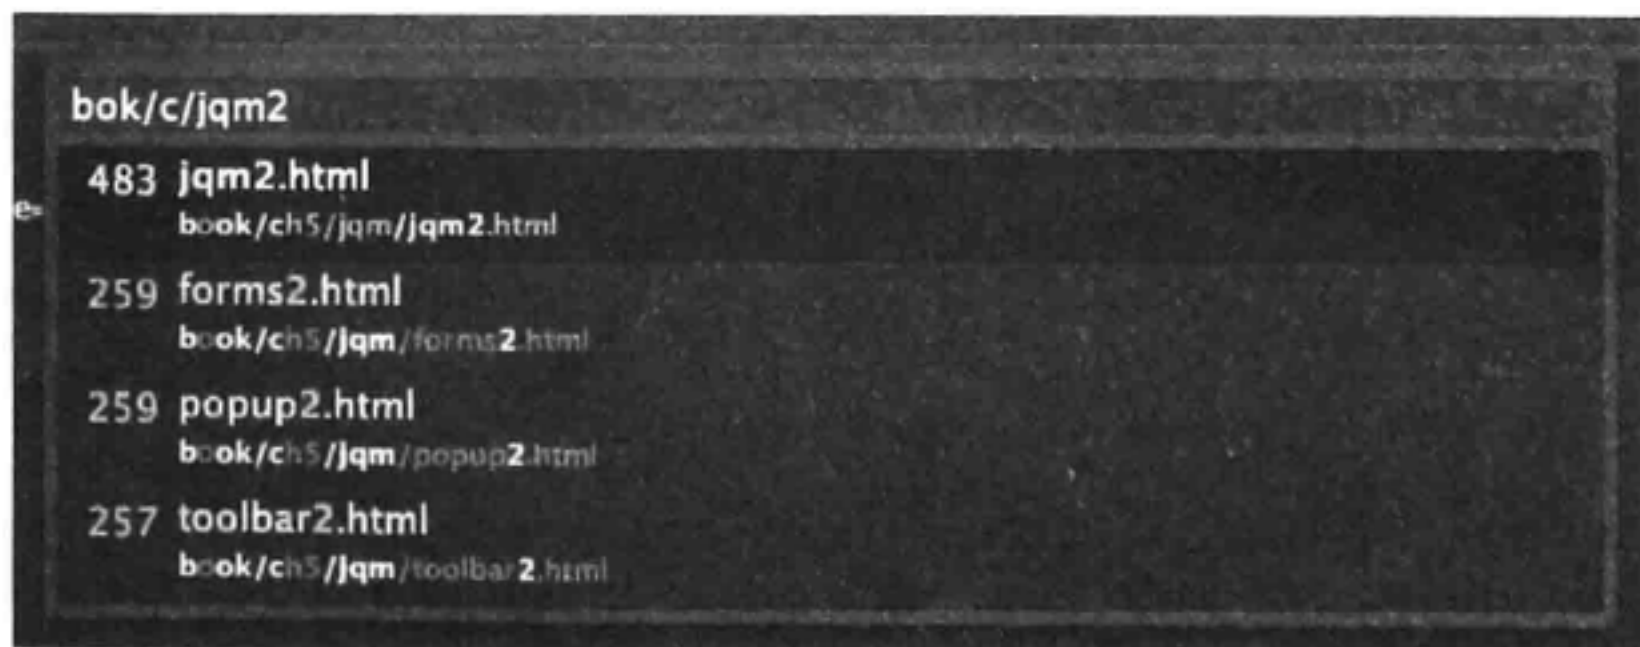 bok/c/jqm2
483 jqm2.html
e=
book/ch5/jqm/jqm2.html
259 forms2.html
book/ch5/jqm/forms2.html
259 popup2.html
book/ch5/jqm/popup2.html
257 toolbar2.html
book/ch5/jqm/toolbar2.html